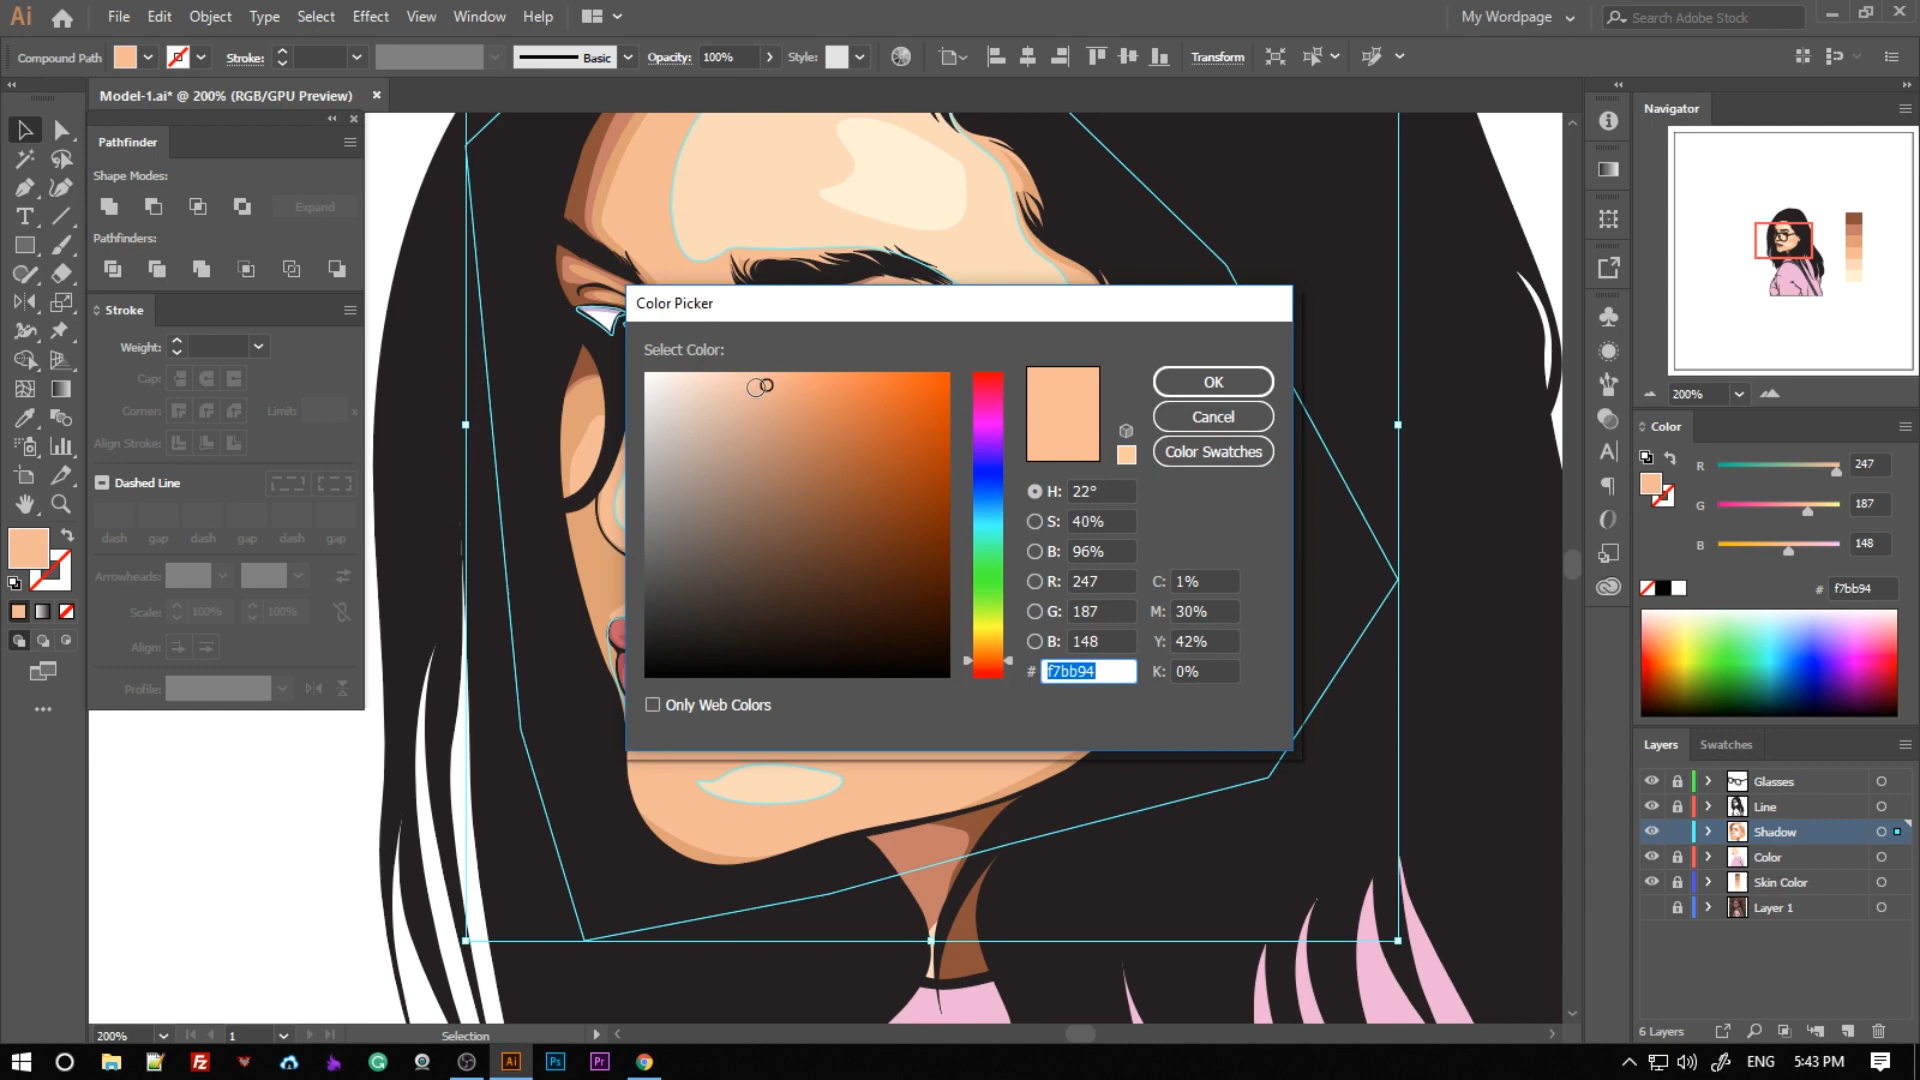 Ai File Edit Object Type Select Effect View Window Help My Wordpage Search Adobe Stock
Compound Path Stroke: Basic Opacity: 100% Style: Transform
Model-1.ai* @ 200% (RGB/GPU Preview)
Pathfinder
Shape Modes:
Expand
Pathfinders:
Stroke
Weight:
Cap:
Corner: Limit: x
Align Stroke:
Dashed Line
dash gap dash gap dash gap
Arrowheads:
Scale: 100% 100%
Align:
Profile:
Color Picker
Select Color:
OK
Cancel
Color Swatches
H: 22°
S: 40%
B: 96%
R: 247 C: 1%
G: 187 M: 30%
B: 148 Y: 42%
# f7bb94 K: 0%
Only Web Colors
Navigator
200%
Color
R 247
G 187
B 148
# f7bb94
Layers Swatches
Glasses
Line
Shadow
Color
Skin Color
Layer 1
6 Layers
200% 1 Selection
Fz G Ai Ps Pr ENG 5:43 PM